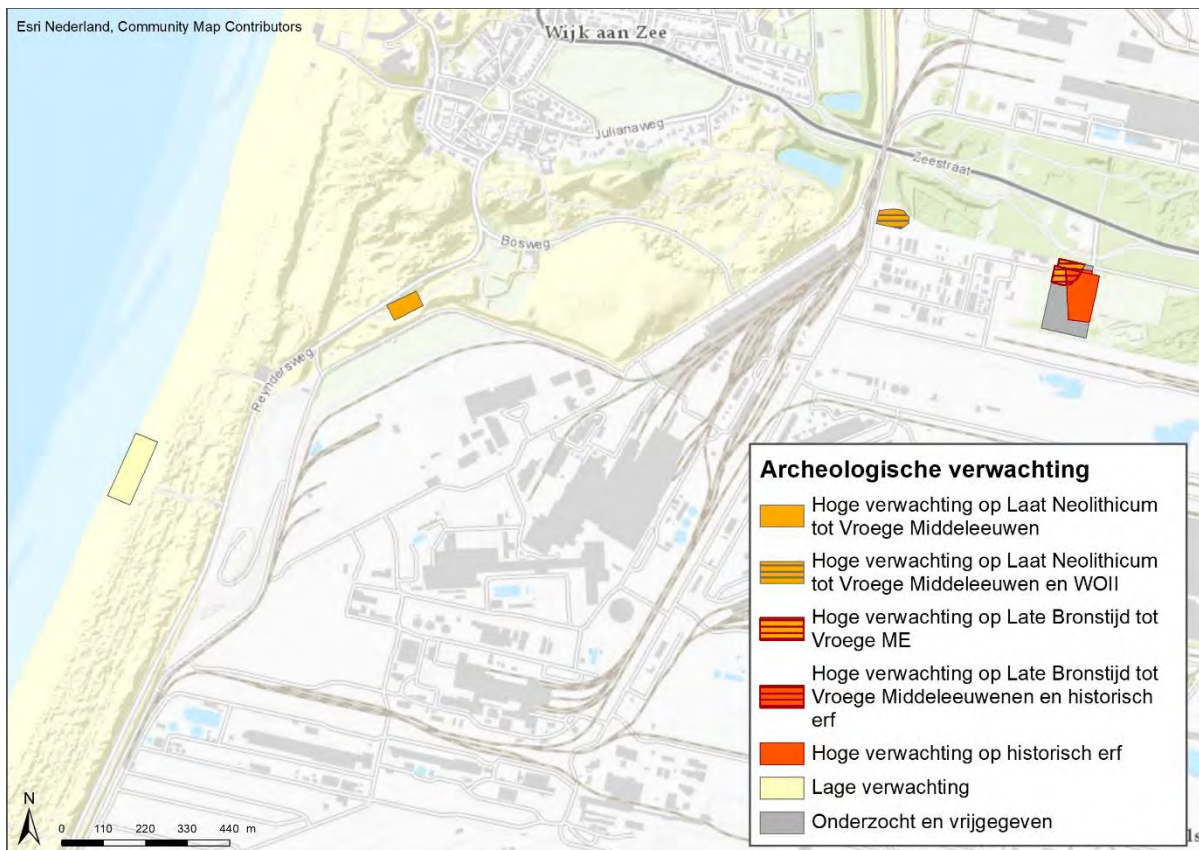 Esri Nederland, Community Map Contributors
Wijk aan Zee
Julianaweg
Zeestraat
Bosweg
Reyndersweg
Archeologische verwachting
Hoge verwachting op Laat Neolithicum
tot Vroege Middeleeuwen
Hoge verwachting op Laat Neolithicum
tot Vroege Middeleeuwen en WOII
Hoge verwachting op Late Bronstijd tot
Vroege ME
Hoge verwachting op Late Bronstijd tot
Vroege Middeleeuwenen en historisch
erf
Hoge verwachting op historisch erf
Lage verwachting
Onderzocht en vrijgegeven
N
0 110 220 330 440 m